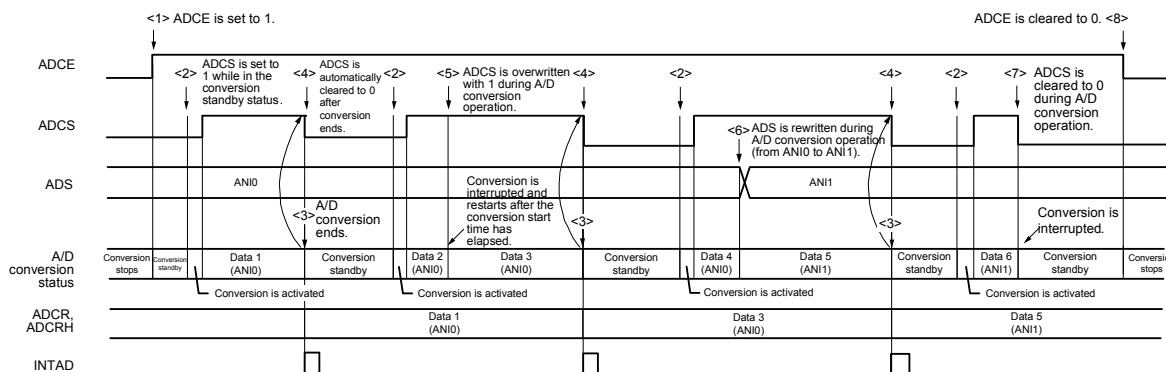 <1> ADCE is set to 1.
ADCE is cleared to 0. <8>
ADCE
<2>
ADCS is set to
1 while in the
conversion
standby status.
<4>
ADCS is
automatically
cleared to 0
after
conversion
ends.
<2>
<5>
ADCS is overwritten
with 1 during A/D
conversion
operation.
<4>
<2>
<4>
<2>
<7>
ADCS is
cleared to 0
during A/D
conversion
operation.
ADCS
<6>
ADS is rewritten during
A/D conversion operation
(from ANI0 to ANI1).
ADS
ANI0
ANI1
<3>
A/D
conversion
ends.
Conversion is
interrupted and
restarts after the
conversion start
time has
elapsed.
<3>
<3>
Conversion is
interrupted.
A/D
conversion
status
Conversion
stops
Conversion
standby
Data 1
(ANI0)
Conversion
standby
Data 2
(ANI0)
Data 3
(ANI0)
Conversion
standby
Data 4
(ANI0)
Data 5
(ANI1)
Conversion
standby
Data 6
(ANI1)
Conversion
standby
Conversion
stops
Conversion is activated
Conversion is activated
Conversion is activated
Conversion is activated
ADCR,
ADCRH
Data 1
(ANI0)
Data 3
(ANI0)
Data 5
(ANI1)
INTAD